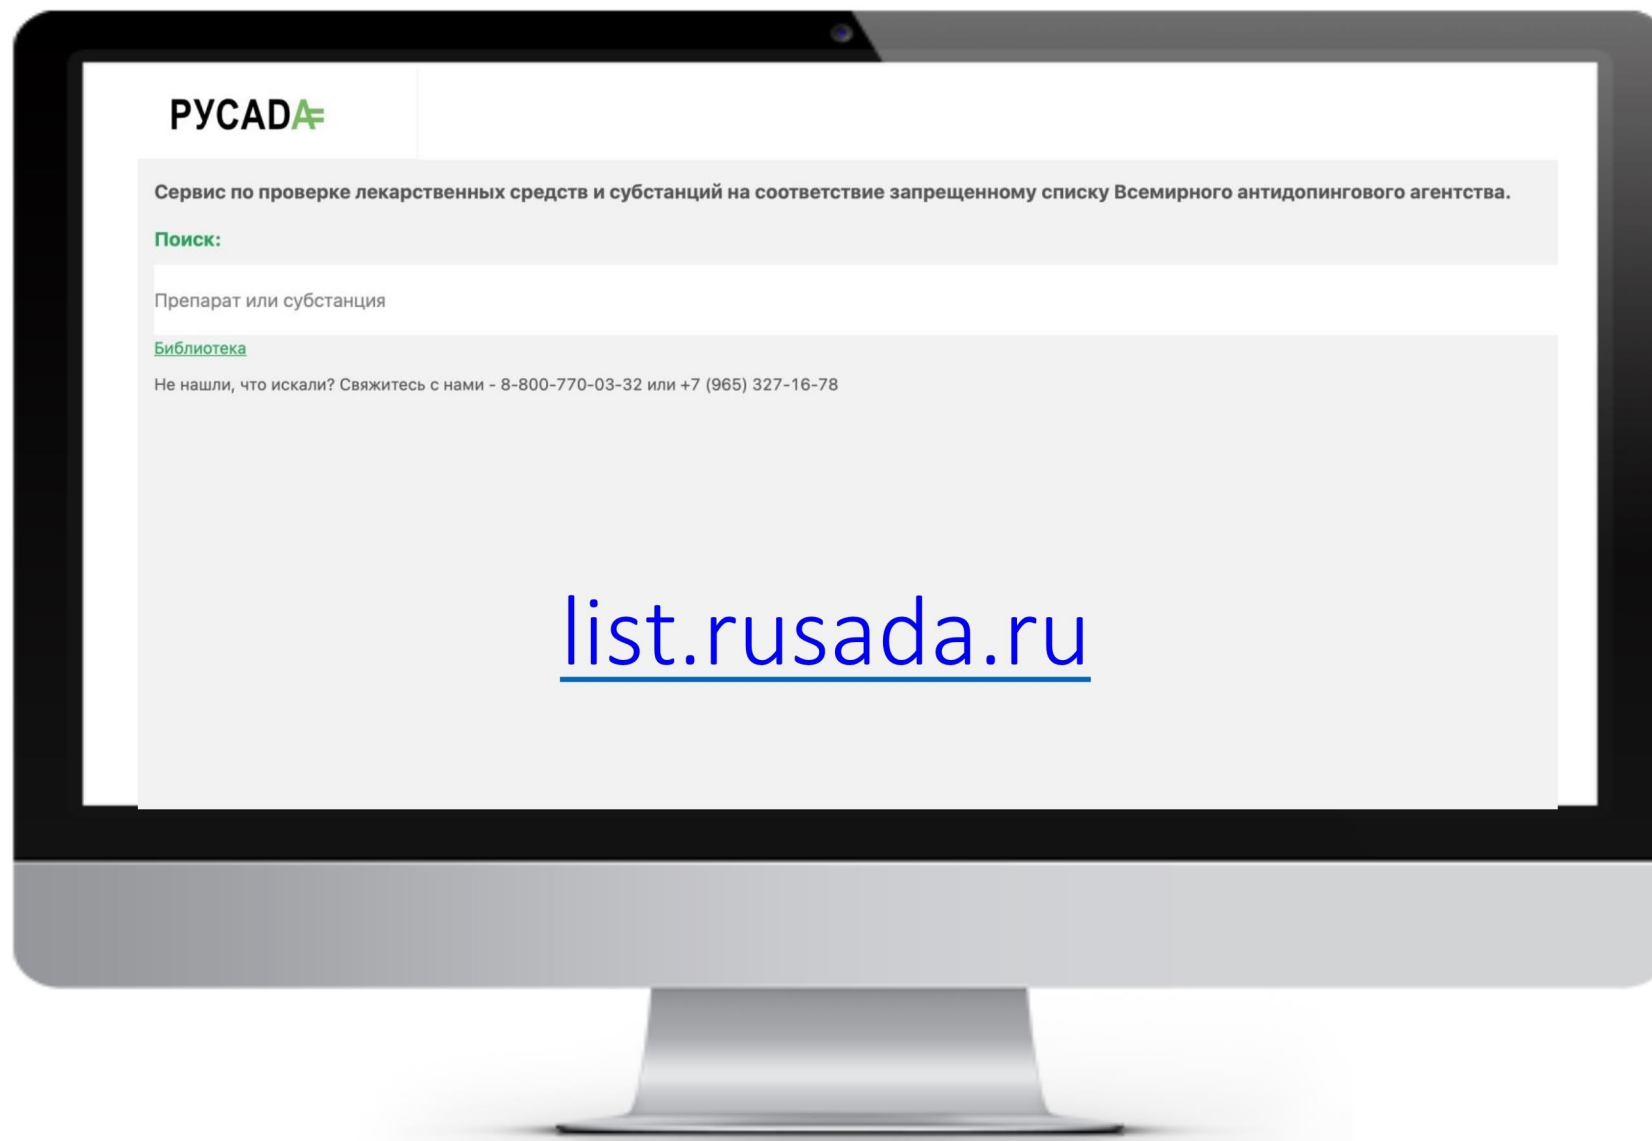 РУСАDA
Сервис по проверке лекарственных средств и субстанций на соответствие запрещенному списку Всемирного антидопингового агентства.
Поиск:
Препарат или субстанция
Библиотека
Не нашли, что искали? Свяжитесь с нами - 8-800-770-03-32 или +7 (965) 327-16-78
list.rusada.ru